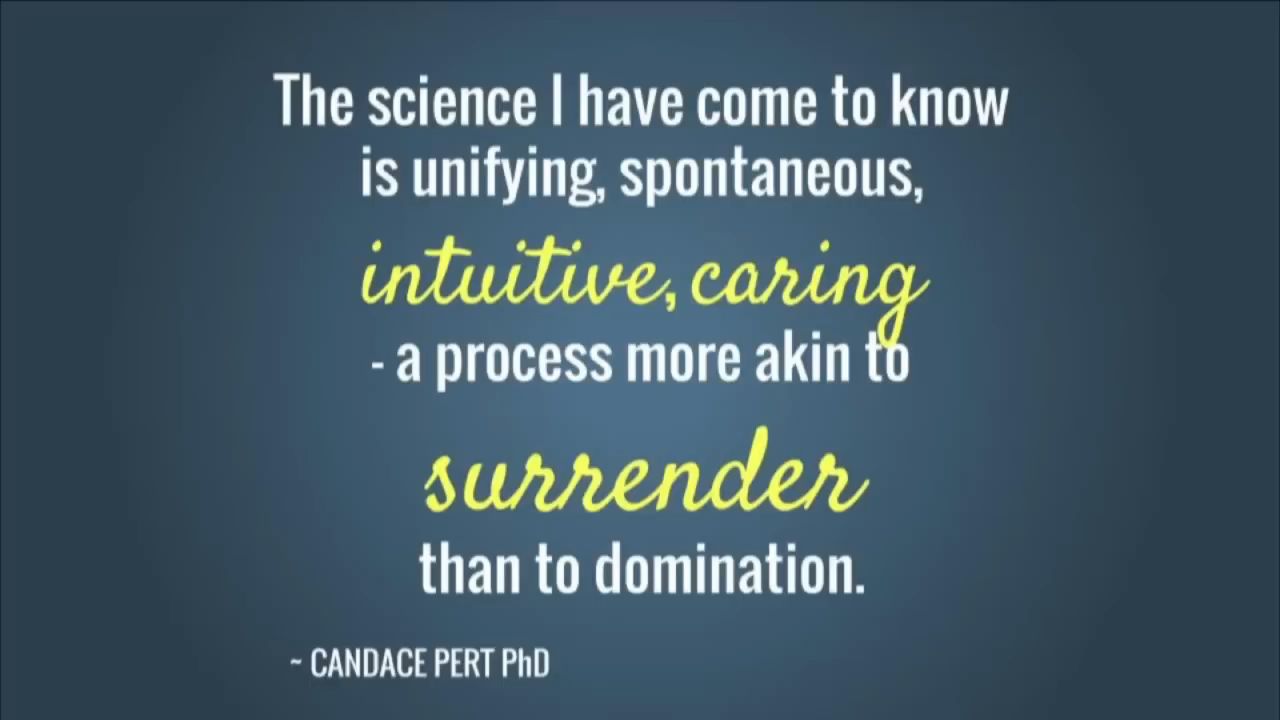 The science I have come to know
is unifying, spontaneous,
intuitive, caring
- a process more akin to
surrender
than to domination.
~ CANDACE PERT PhD